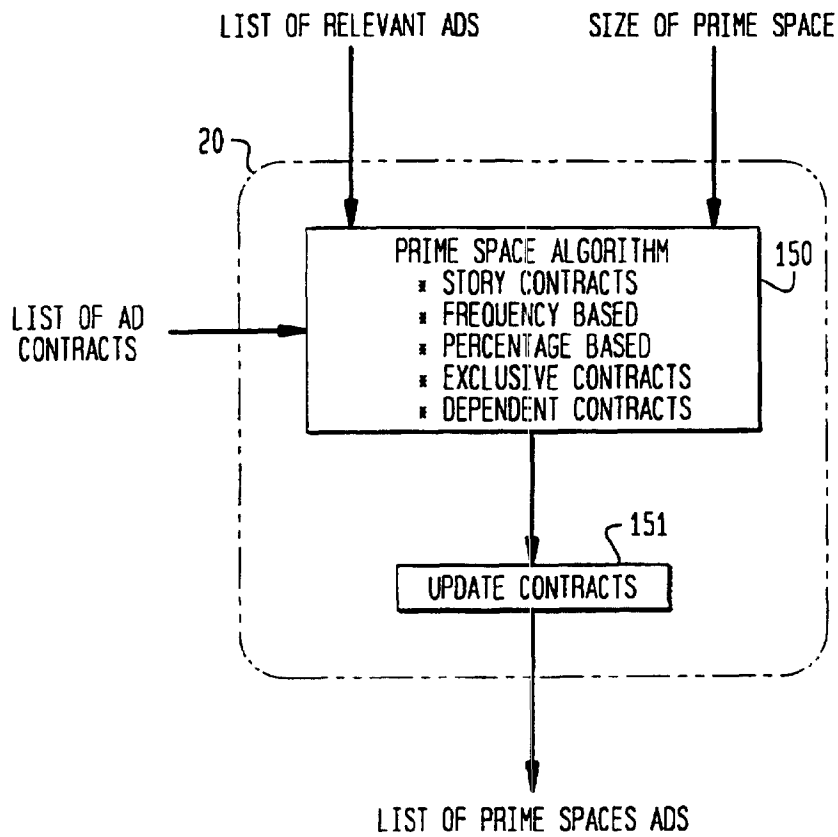 LIST OF RELEVANT ADS
SIZE OF PRIME SPACE
20
PRIME SPACE ALGORITHM
* STORY CONTRACTS
* FREQUENCY BASED
* PERCENTAGE BASED
* EXCLUSIVE CONTRACTS
* DEPENDENT CONTRACTS
150
LIST OF AD
CONTRACTS
151
UPDATE CONTRACTS
LIST OF PRIME SPACES ADS